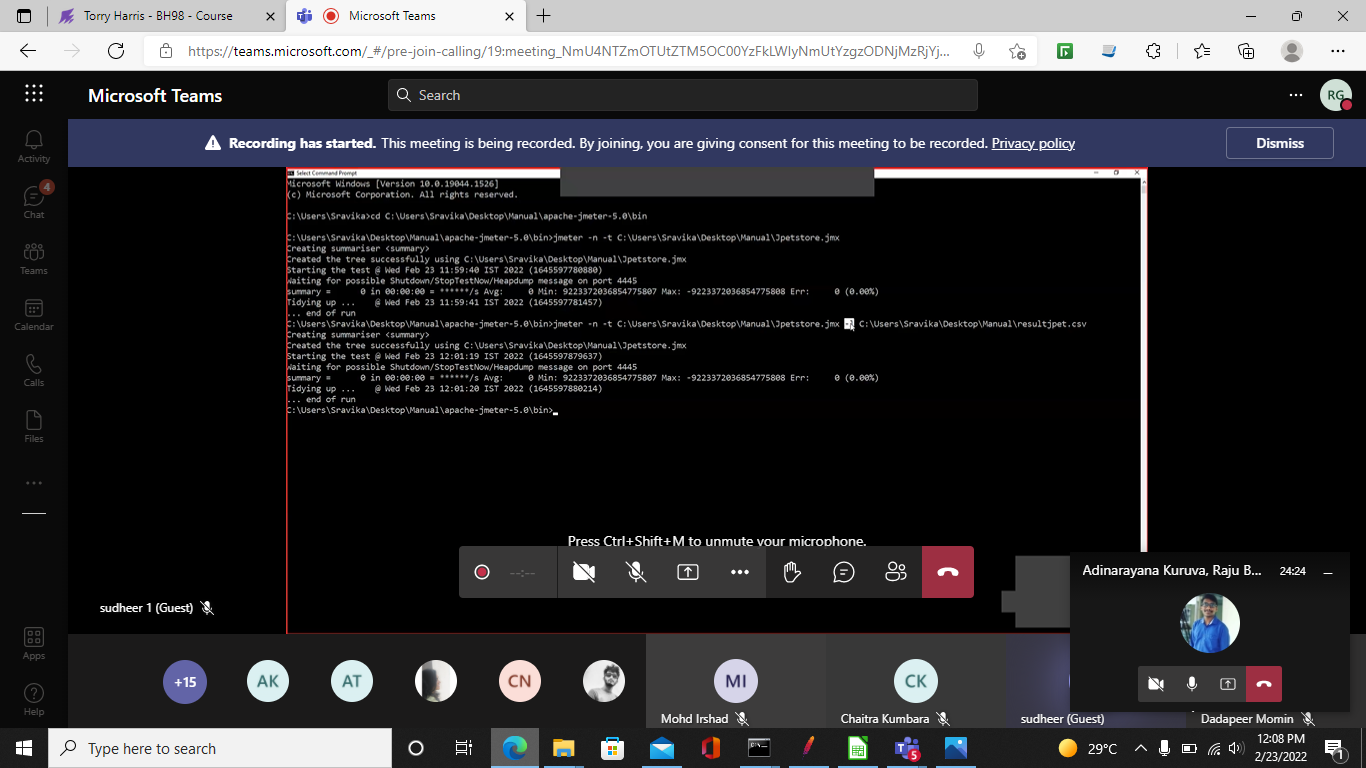 Torry Harris - BH98 - Course
Microsoft Teams
https://teams.microsoft.com/_#/pre-join-calling/19:meeting_NmU4NTZmOTUtZTM5OC00YzFkLWIyNmUtYzgzODNjMzRjYj...
Microsoft Teams
Search
RG
Recording has started. This meeting is being recorded. By joining, you are giving consent for this meeting to be recorded. Privacy policy
Dismiss
Activity
4
Chat
Teams
Calendar
Calls
Files
Apps
Help
Select Command Prompt
Microsoft Windows [Version 10.0.19044.1526]
(c) Microsoft Corporation. All rights reserved.
C:\Users\Sravika>cd C:\Users\Sravika\Desktop\Manual\apache-jmeter-5.0\bin
C:\Users\Sravika\Desktop\Manual\apache-jmeter-5.0\bin>jmeter -n -t C:\Users\Sravika\Desktop\Manual\Jpetstore.jmx
Creating summariser <summary>
Created the tree successfully using C:\Users\Sravika\Desktop\Manual\Jpetstore.jmx
Starting the test @ Wed Feb 23 11:59:40 IST 2022 (1645597780880)
Waiting for possible Shutdown/StopTestNow/Heapdump message on port 4445
summary = 0 in 00:00:00 = ******/s Avg: 0 Min: 9223372036854775807 Max: -9223372036854775808 Err: 0 (0.00%)
Tidying up ... @ Wed Feb 23 11:59:41 IST 2022 (1645597781457)
... end of run
C:\Users\Sravika\Desktop\Manual\apache-jmeter-5.0\bin>jmeter -n -t C:\Users\Sravika\Desktop\Manual\Jpetstore.jmx -l C:\Users\Sravika\Desktop\Manual\resultjpet.csv
Creating summariser <summary>
Created the tree successfully using C:\Users\Sravika\Desktop\Manual\Jpetstore.jmx
Starting the test @ Wed Feb 23 12:01:19 IST 2022 (1645597879637)
Waiting for possible Shutdown/StopTestNow/Heapdump message on port 4445
summary = 0 in 00:00:00 = ******/s Avg: 0 Min: 9223372036854775807 Max: -9223372036854775808 Err: 0 (0.00%)
Tidying up ... @ Wed Feb 23 12:01:20 IST 2022 (1645597880214)
... end of run
C:\Users\Sravika\Desktop\Manual\apache-jmeter-5.0\bin>
Press Ctrl+Shift+M to unmute your microphone.
--:--
Adinarayana Kuruva, Raju B... 24:24
sudheer 1 (Guest)
+15
AK
AT
CN
MI
CK
Mohd Irshad
Chaitra Kumbara
sudheer (Guest)
Dadapeer Momin
Type here to search
5
29°C
12:08 PM
2/23/2022
1